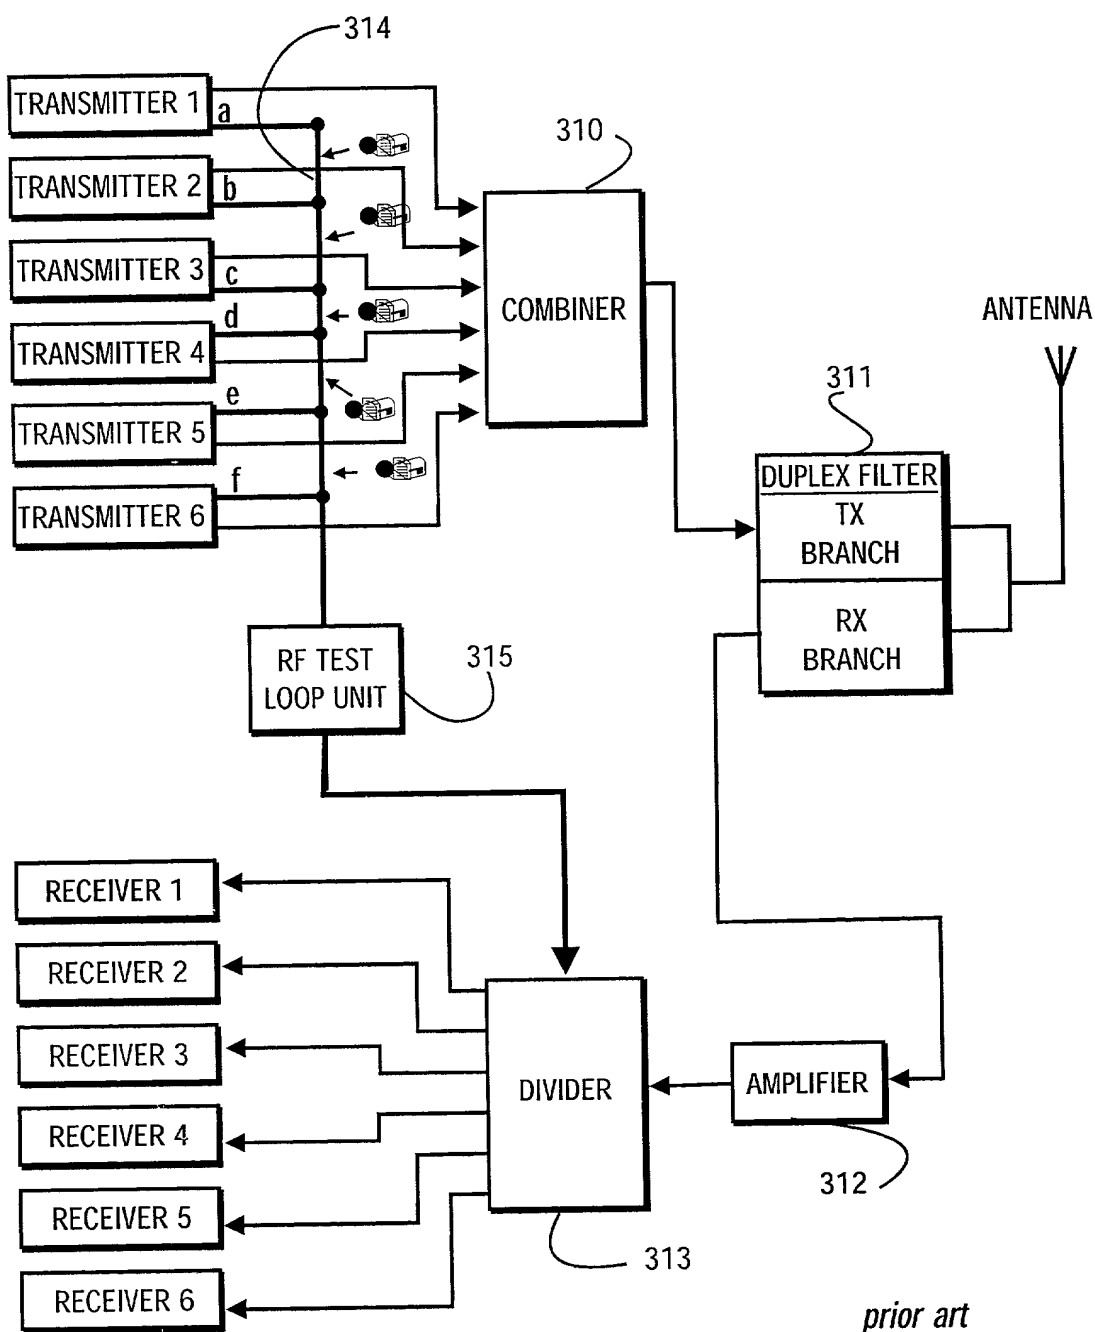 314
TRANSMITTER 1
a
310
TRANSMITTER 2
b
TRANSMITTER 3
c
COMBINER
d
TRANSMITTER 4
ANTENNA
311
e
TRANSMITTER 5
DUPLEX FILTER
f
TRANSMITTER 6
TX
BRANCH
RX
BRANCH
RF TEST
LOOP UNIT
315
RECEIVER 1
RECEIVER 2
RECEIVER 3
DIVIDER
AMPLIFIER
RECEIVER 4
312
RECEIVER 5
313
RECEIVER 6
prior art